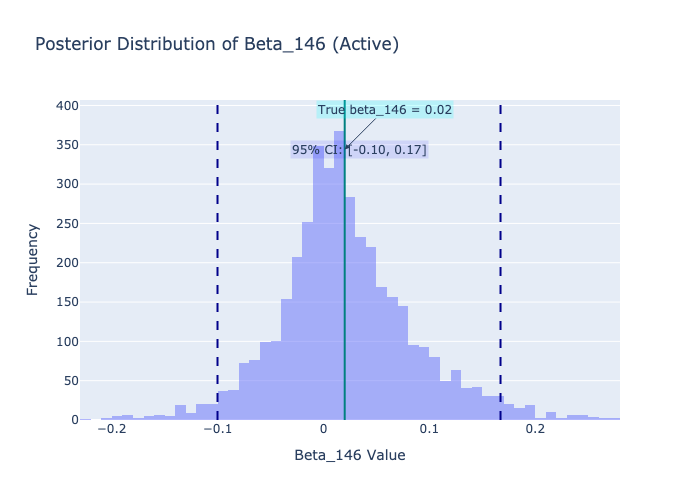 Posterior Distribution of Beta_146 (Active)
True beta_146 = 0.02
95% CI: [-0.10, 0.17]
Frequency
400
350
300
250
200
150
100
50
0
−0.2
−0.1
0
0.1
0.2
Beta_146 Value